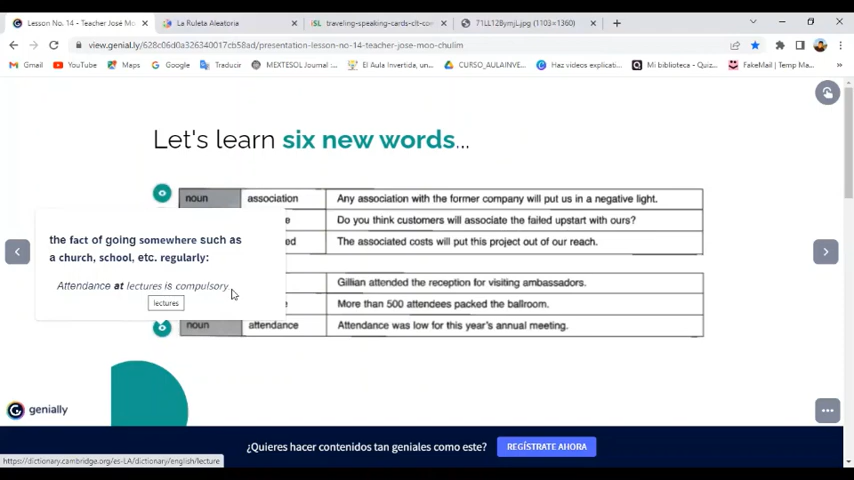 Lesson No. 14 - Teacher José Mo
La Ruleta Aleatoria
traveling-speaking-cards-clt-com
71LL12BymjL.jpg (1103×1360)
view.genial.ly/628c06d0a326340017cb58ad/presentation-lesson-no-14-teacher-jose-moo-chulim
Gmail YouTube Maps Google Traducir MEXTESOL Journal :... El Aula Invertida, un... CURSO_AULAINVE... Haz videos explicati... Mi biblioteca - Quiz... FakeMail | Temp Ma...
Let's learn six new words...
noun association Any association with the former company will put us in a negative light.
e Do you think customers will associate the failed upstart with ours?
ed The associated costs will put this project out of our reach.
the fact of going somewhere such as
a church, school, etc. regularly:
Attendance at lectures is compulsory
lectures
Gillian attended the reception for visiting ambassadors.
e More than 500 attendees packed the ballroom.
noun attendance Attendance was low for this year's annual meeting.
genially
¿Quieres hacer contenidos tan geniales como este? REGÍSTRATE AHORA
https://dictionary.cambridge.org/es-LA/dictionary/english/lecture